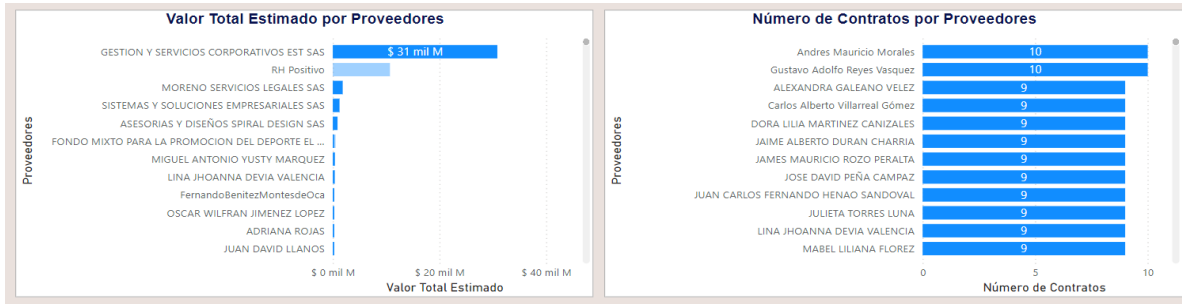 Valor Total Estimado por Proveedores
Proveedores
GESTION Y SERVICIOS CORPORATIVOS EST SAS
$ 31 mil M
RH Positivo
MORENO SERVICIOS LEGALES SAS
SISTEMAS Y SOLUCIONES EMPRESARIALES SAS
ASESORIAS Y DISEÑOS SPIRAL DESIGN SAS
FONDO MIXTO PARA LA PROMOCION DEL DEPORTE EL ...
MIGUEL ANTONIO YUSTY MARQUEZ
LINA JHOANNA DEVIA VALENCIA
FernandoBenitezMontesdeOca
OSCAR WILFRAN JIMENEZ LOPEZ
ADRIANA ROJAS
JUAN DAVID LLANOS
$ 0 mil M $ 20 mil M $ 40 mil M
Valor Total Estimado
Número de Contratos por Proveedores
Proveedores
Andres Mauricio Morales 10
Gustavo Adolfo Reyes Vasquez 10
ALEXANDRA GALEANO VELEZ 9
Carlos Alberto Villarreal Gómez 9
DORA LILIA MARTINEZ CANIZALES 9
JAIME ALBERTO DURAN CHARRIA 9
JAMES MAURICIO ROZO PERALTA 9
JOSE DAVID PEÑA CAMPAZ 9
JUAN CARLOS FERNANDO HENAO SANDOVAL 9
JULIETA TORRES LUNA 9
LINA JHOANNA DEVIA VALENCIA 9
MABEL LILIANA FLOREZ 9
0 5 10
Número de Contratos